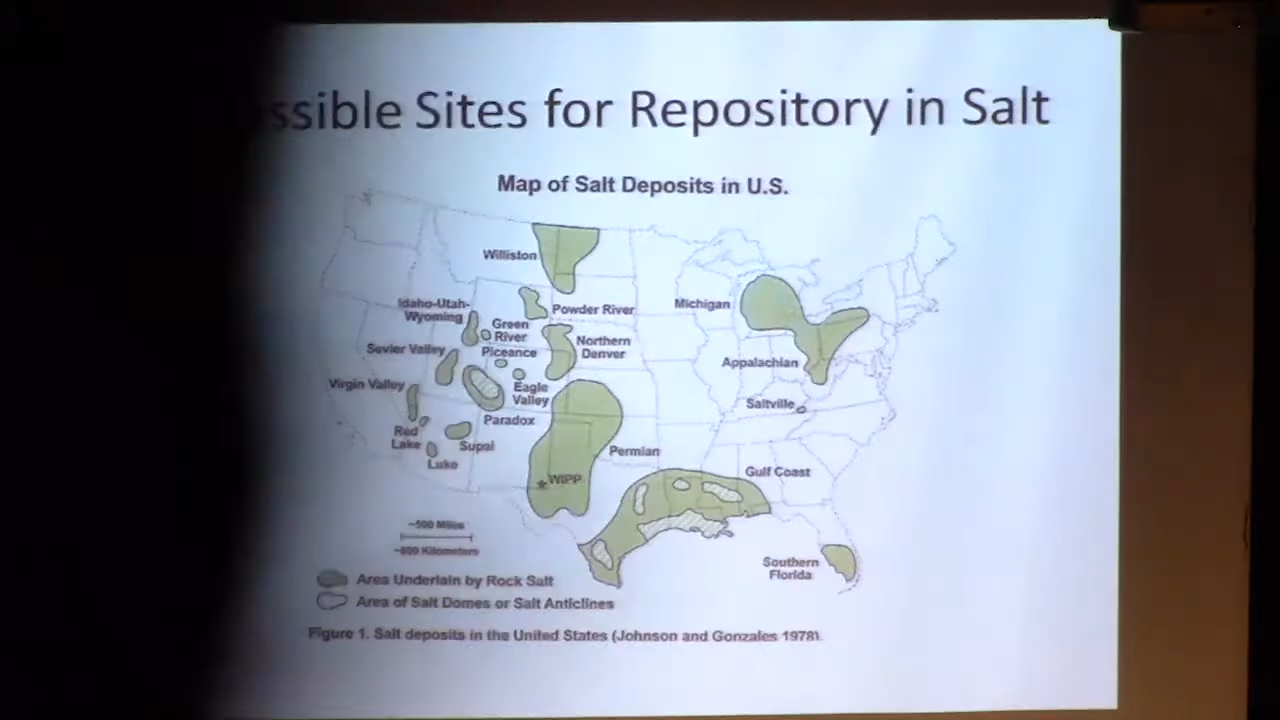 ssible Sites for Repository in Salt
Map of Salt Deposits in U.S.
Williston
Idaho-Utah-
Wyoming
Powder River
Michigan
Green
River
Northern
Denver
Sevier Valley
Piceance
Appalachian
Virgin Valley
Eagle
Valley
Saltville
Paradox
Red
Lake
Supai
Luke
Permian
WIPP
Gulf Coast
~500 Miles
~800 Kilometers
Southern
Florida
Area Underlain by Rock Salt
Area of Salt Domes or Salt Anticlines
Figure 1. Salt deposits in the United States (Johnson and Gonzales 1978).